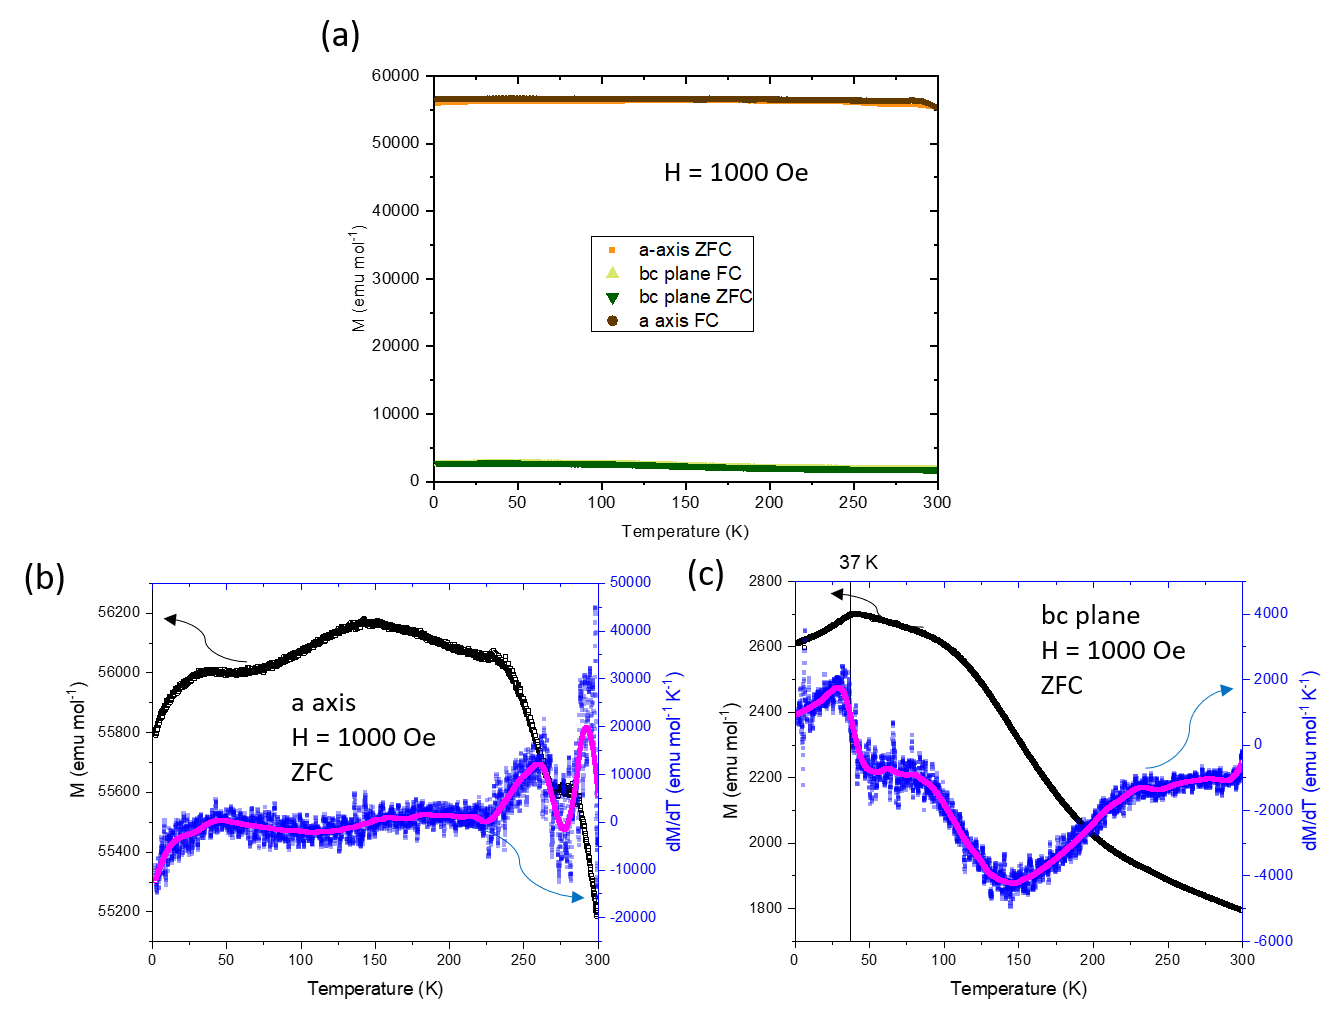 (a)
60000
50000
40000
30000
20000
10000
0
M (emu mol-1)
H = 1000 Oe
a-axis ZFC
bc plane FC
bc plane ZFC
a axis FC
0 50 100 150 200 250 300
Temperature (K)
(b)
56200
56000
55800
55600
55400
55200
M (emu mol-1)
a axis
H = 1000 Oe
ZFC
50000
40000
30000
20000
10000
0
-10000
-20000
dM/dT (emu mol-1 K-1)
0 50 100 150 200 250 300
Temperature (K)
(c)
37 K
2800
2600
2400
2200
2000
1800
M (emu mol-1)
bc plane
H = 1000 Oe
ZFC
4000
2000
0
-2000
-4000
-6000
dM/dT (emu mol-1 K-1)
0 50 100 150 200 250 300
Temperature (K)